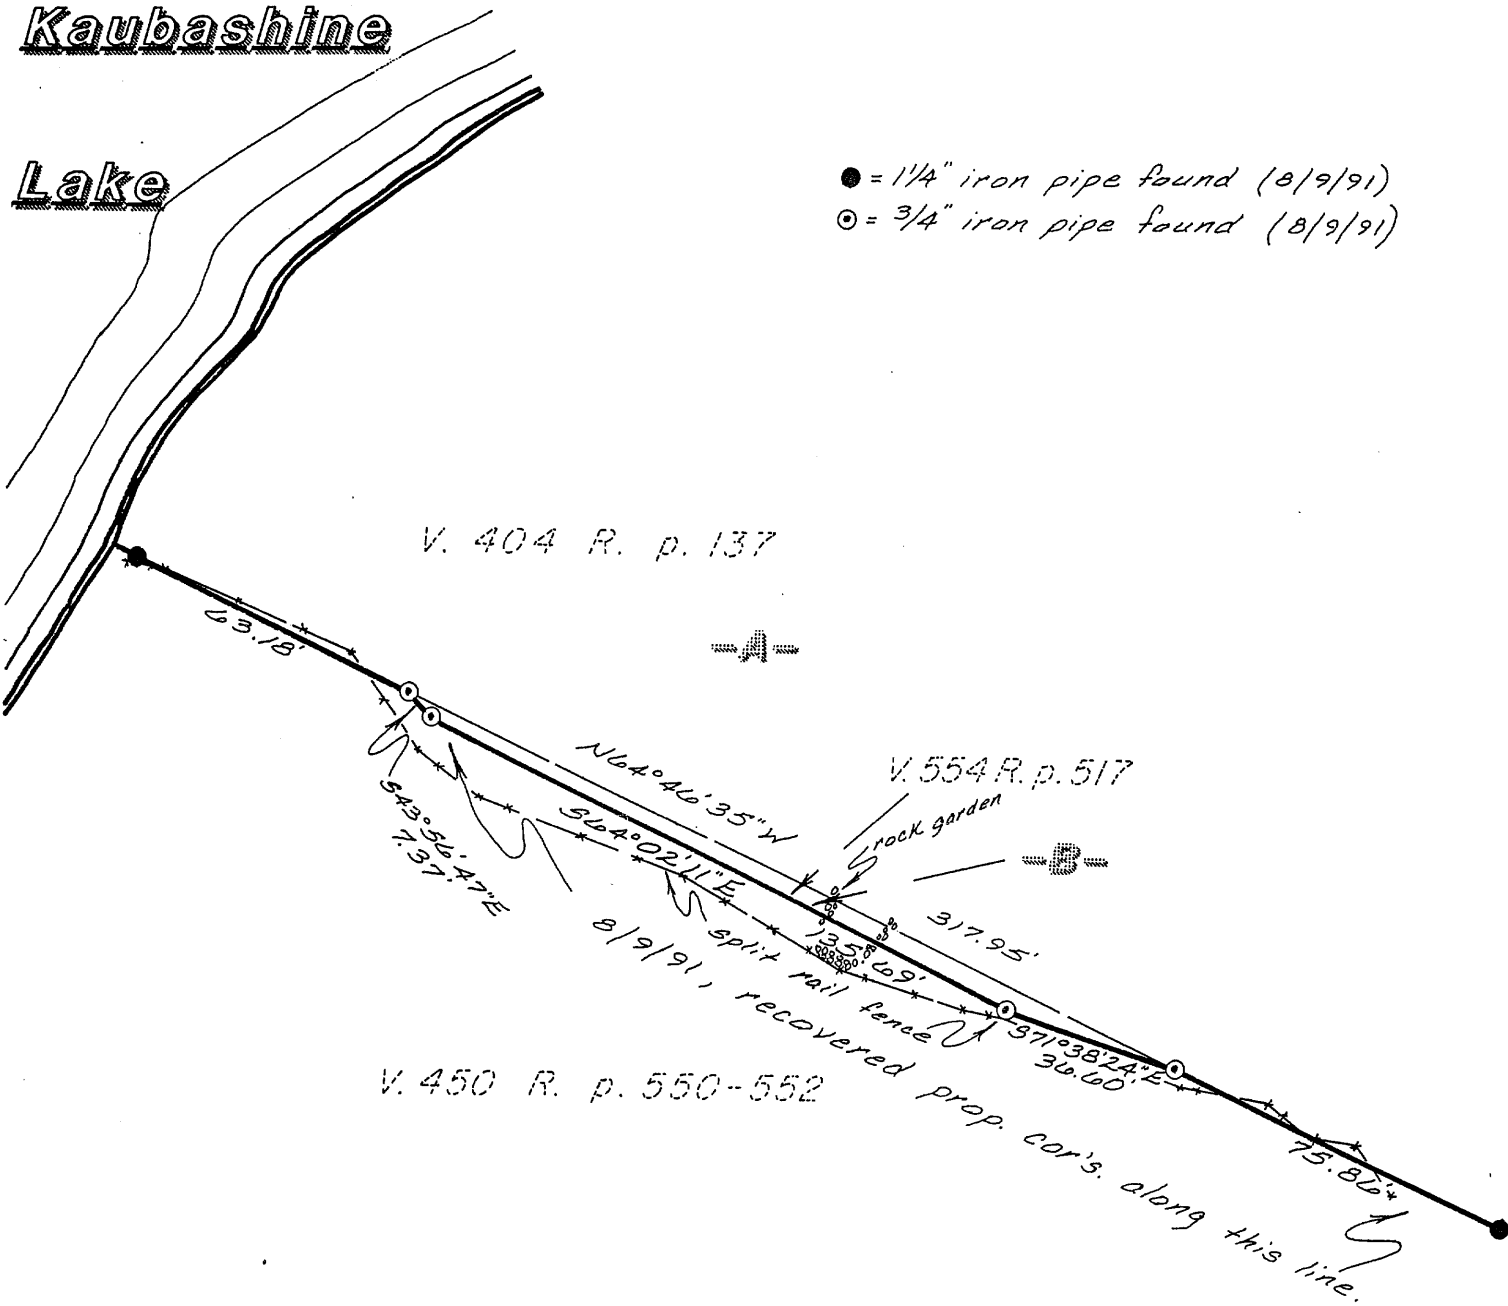 Kaubashine
Lake
● = 1¼" iron pipe found (8/9/91)
⊙ = 3/4" iron pipe found (8/9/91)
V. 404 R. p. 137
63.18'
-A-
N64°46'35"W
V. 554 R. p. 517
rock garden
-B-
S43°56'47"E
7.37'
S64°02'11"E
317.95'
135.69'
split rail fence
S71°38'24"E
36.60'
8/9/91, recovered prop. cor's. along this line.
V. 450 R. p. 550-552
75.86'